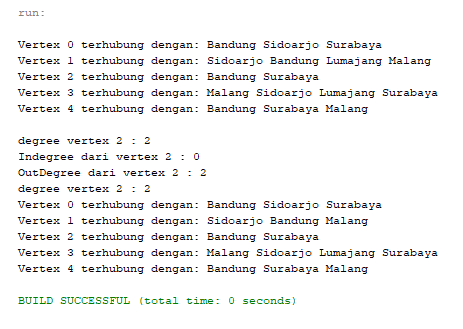 run:
Vertex 0 terhubung dengan: Bandung Sidoarjo Surabaya
Vertex 1 terhubung dengan: Sidoarjo Bandung Lumajang Malang
Vertex 2 terhubung dengan: Bandung Surabaya
Vertex 3 terhubung dengan: Malang Sidoarjo Lumajang Surabaya
Vertex 4 terhubung dengan: Bandung Surabaya Malang
degree vertex 2 : 2
Indegree dari vertex 2 : 0
OutDegree dari vertex 2 : 2
degree vertex 2 : 2
Vertex 0 terhubung dengan: Bandung Sidoarjo Surabaya
Vertex 1 terhubung dengan: Sidoarjo Bandung Malang
Vertex 2 terhubung dengan: Bandung Surabaya
Vertex 3 terhubung dengan: Malang Sidoarjo Lumajang Surabaya
Vertex 4 terhubung dengan: Bandung Surabaya Malang
BUILD SUCCESSFUL (total time: 0 seconds)